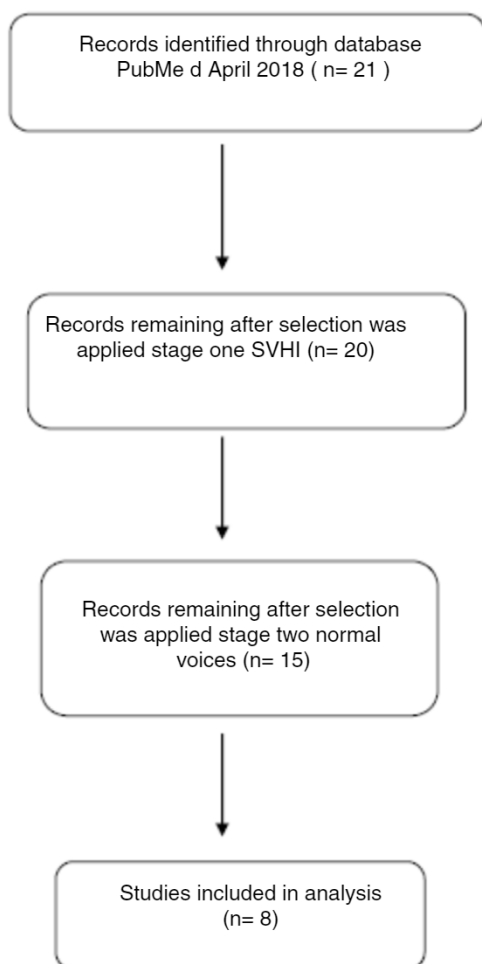 Records identified through database
PubMe d April 2018 ( n= 21 )
Records remaining after selection was
applied stage one SVHI (n= 20)
Records remaining after selection
was applied stage two normal
voices (n= 15)
Studies included in analysis
(n= 8)